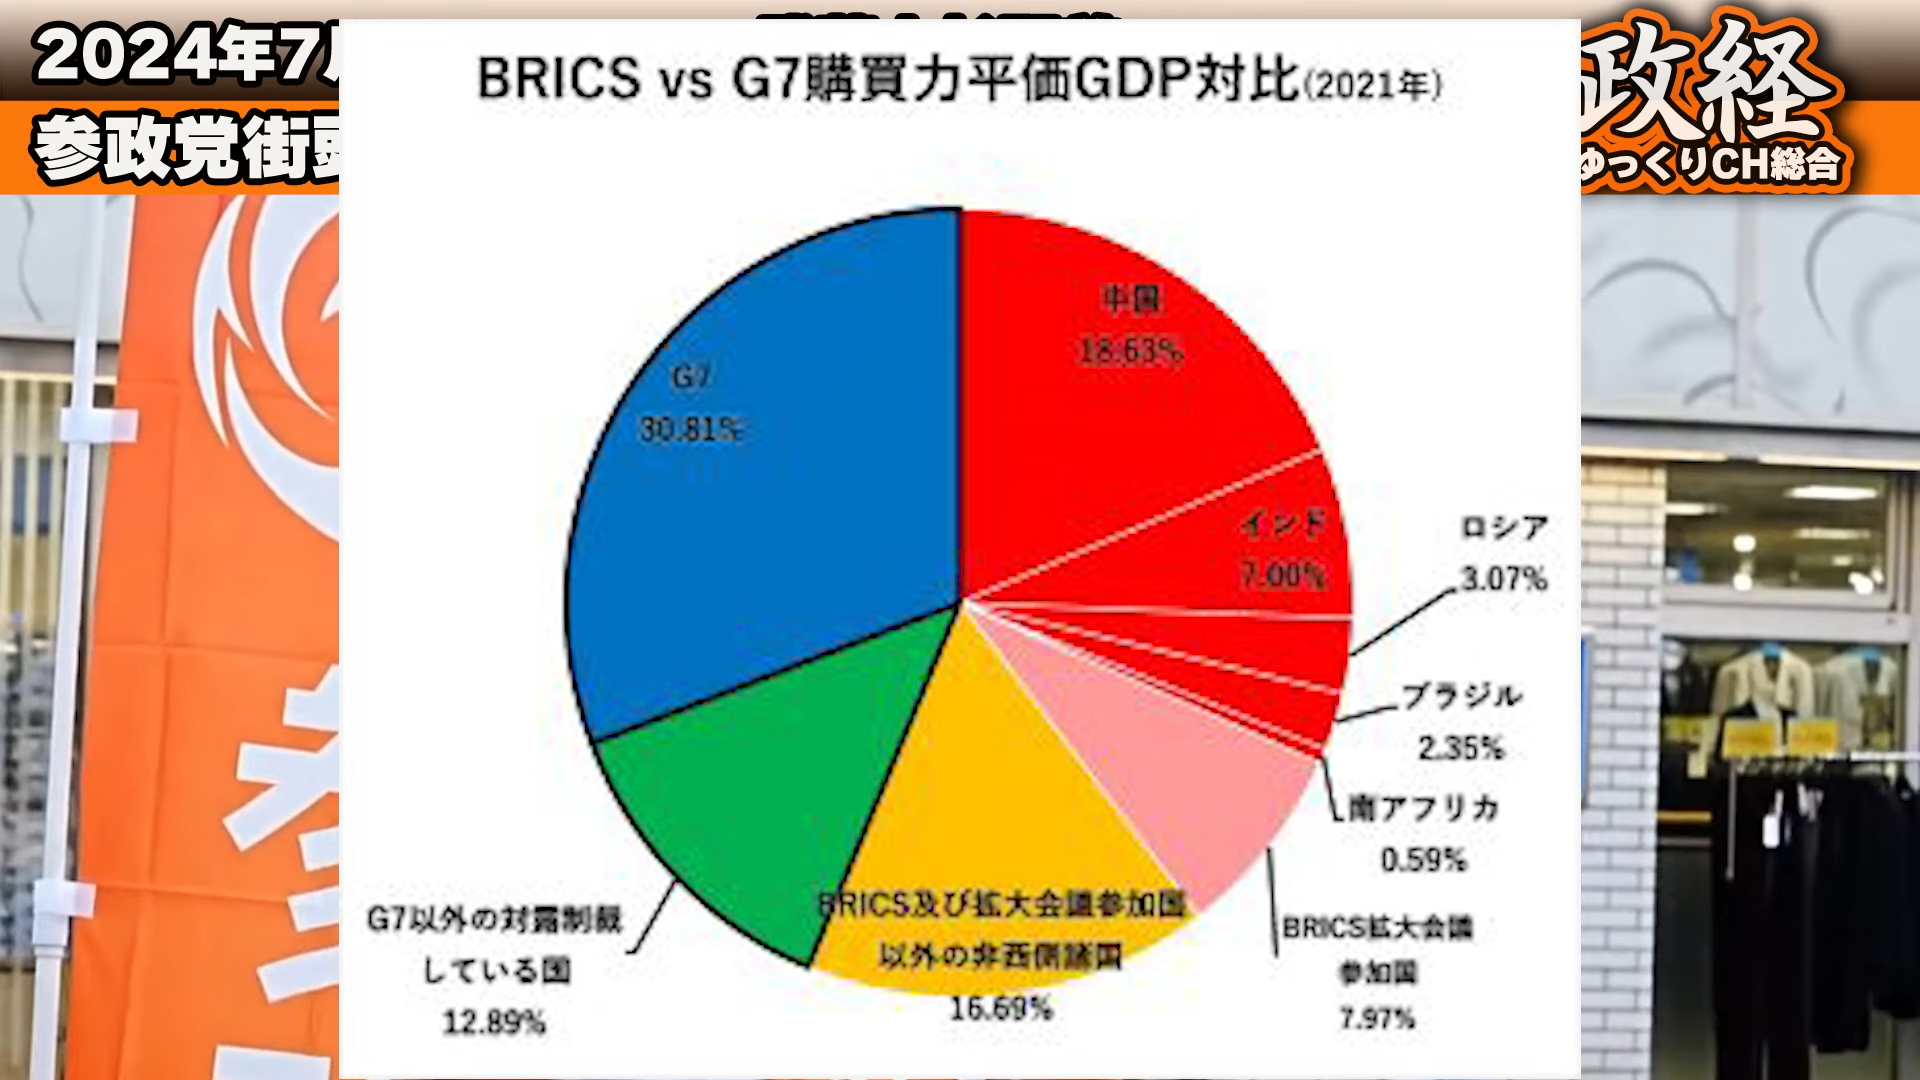 2024年7月
参政党街
政経
ゆっくりCH総合
BRICS vs G7購買力平価GDP対比(2021年)
中国
18.63%
G7
30.81%
インド
7.00%
ロシア
3.07%
ブラジル
2.35%
南アフリカ
0.59%
BRICS拡大会議
参加国
7.97%
BRICS及び拡大会議参加国
以外の非西側諸国
16.69%
G7以外の対露制裁
している国
12.89%